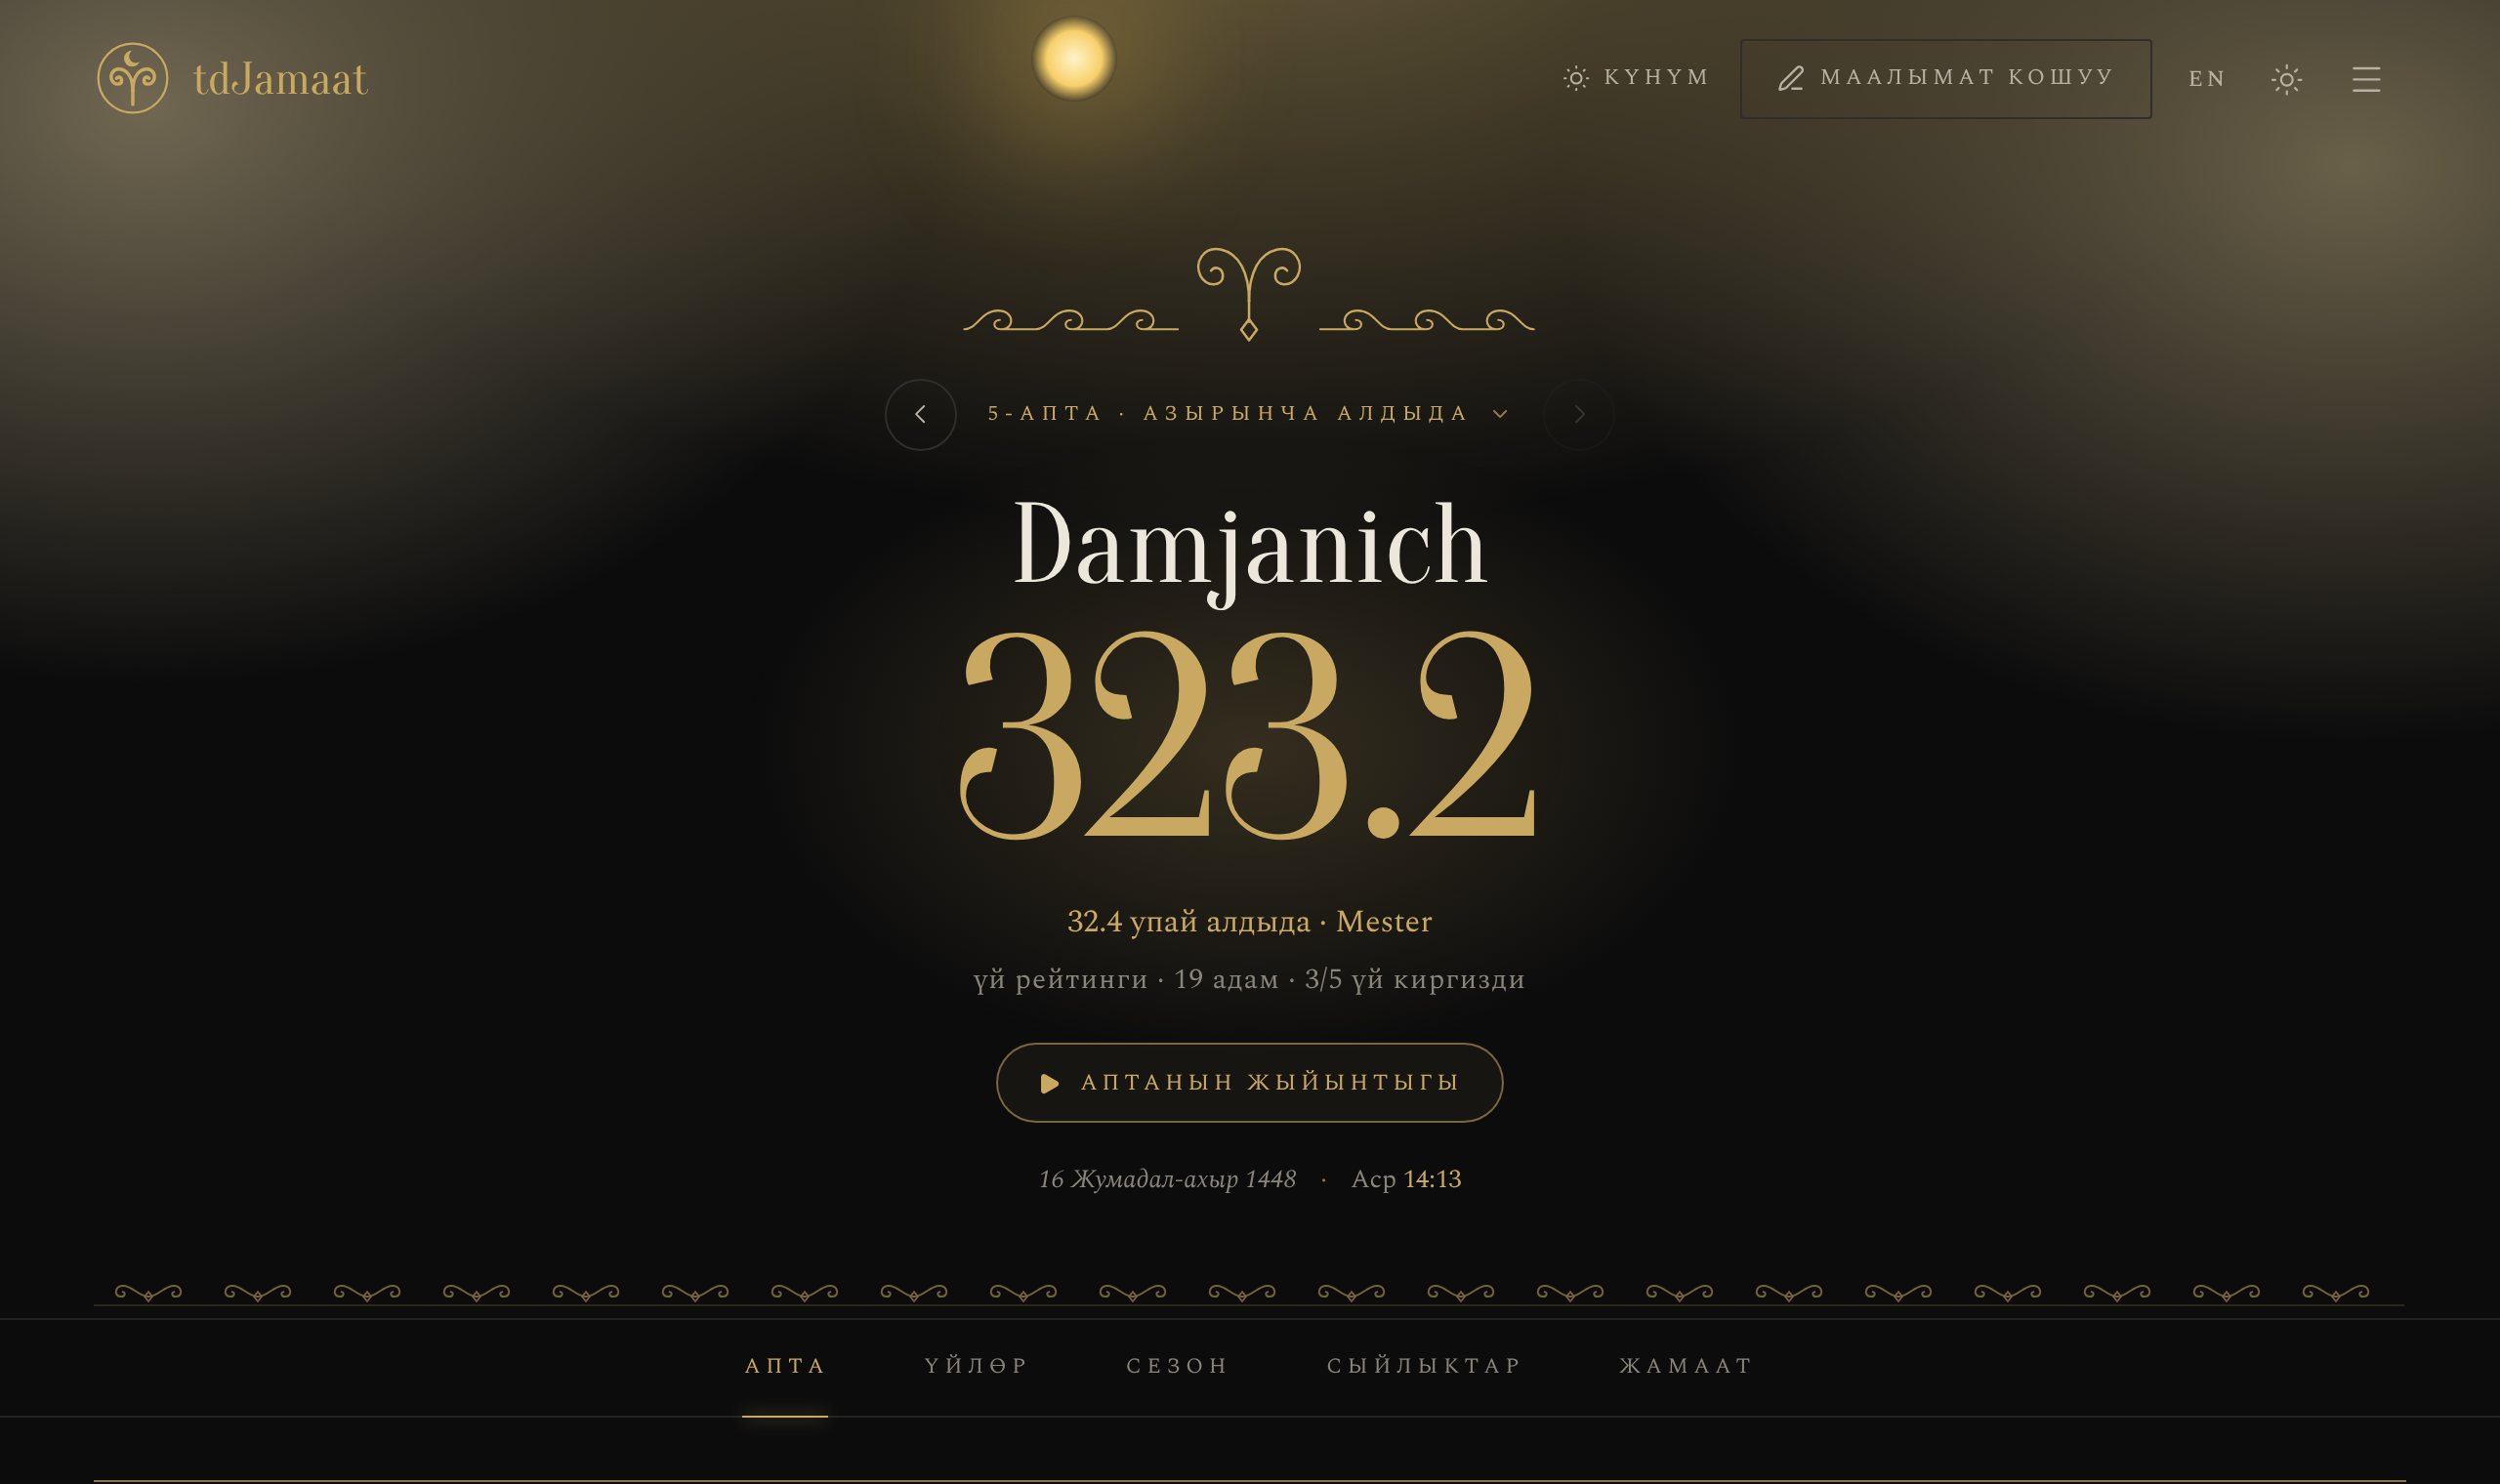 tdJamaat
КҮНҮМ
МААЛЫМАТ КОШУУ
EN
5-АПТА · АЗЫРЫНЧА АЛДЫДА
Damjanich
323.2
32.4 упай алдыда · Mester
үй рейтинги · 19 адам · 3/5 үй киргизди
АПТАНЫН ЖЫЙЫНТЫГЫ
16 Жумадал-ахыр 1448 · Аср 14:13
АПТА
ҮЙЛӨР
СЕЗОН
СЫЙЛЫКТАР
ЖАМААТ